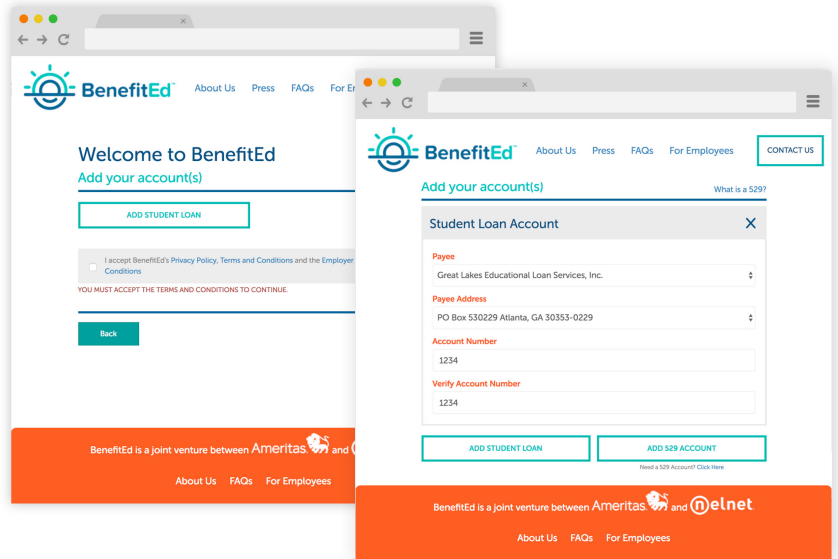 BenefitEd™
About Us Press FAQs For Er
Welcome to BenefitEd
Add your account(s)
ADD STUDENT LOAN
I accept BenefitEd's Privacy Policy, Terms and Conditions and the Employer
Conditions
YOU MUST ACCEPT THE TERMS AND CONDITIONS TO CONTINUE.
Back
BenefitEd is a joint venture between Ameritas. and
About Us FAQs For Employees
BenefitEd™
About Us Press FAQs For Employees CONTACT US
Add your account(s) What is a 529?
Student Loan Account X
Payee
Great Lakes Educational Loan Services, Inc.
Payee Address
PO Box 530229 Atlanta, GA 30353-0229
Account Number
1234
Verify Account Number
1234
ADD STUDENT LOAN ADD 529 ACCOUNT
Need a 529 Account? Click Here
BenefitEd is a joint venture between Ameritas. and nelnet
About Us FAQs For Employees